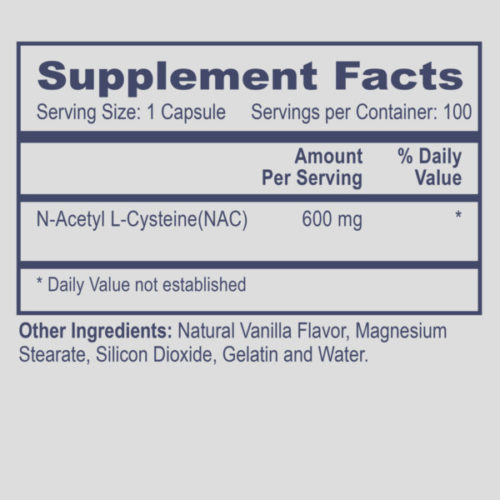 Supplement Facts
Serving Size: 1 Capsule Servings per Container: 100
Amount Per Serving % Daily Value
N-Acetyl L-Cysteine(NAC) 600 mg *
* Daily Value not established
Other Ingredients: Natural Vanilla Flavor, Magnesium
Stearate, Silicon Dioxide, Gelatin and Water.